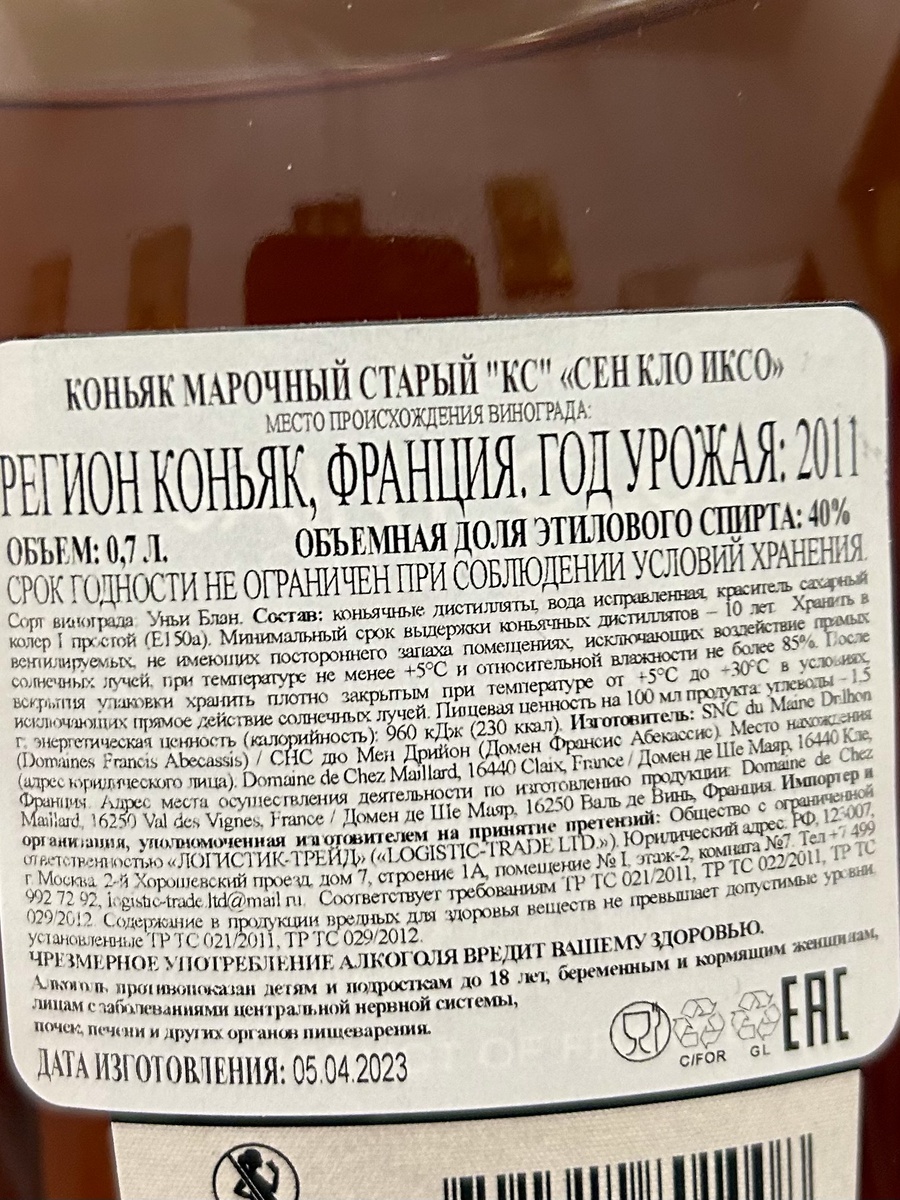 КОНЬЯК МАРОЧНЫЙ СТАРЫЙ "КС" «СЕН КЛО ИКСО»
МЕСТО ПРОИСХОЖДЕНИЯ ВИНОГРАДА:
РЕГИОН КОНЬЯК, ФРАНЦИЯ. ГОД УРОЖАЯ: 2011
ОБЪЕМ: 0,7 Л. ОБЪЕМНАЯ ДОЛЯ ЭТИЛОВОГО СПИРТА: 40%
СРОК ГОДНОСТИ НЕ ОГРАНИЧЕН ПРИ СОБЛЮДЕНИИ УСЛОВИЙ ХРАНЕНИЯ.
Сорт винограда: Уньи Блан. Состав: коньячные дистилляты, вода исправленная, краситель сахарный
колер I простой (Е150а). Минимальный срок выдержки коньячных дистиллятов – 10 лет. Хранить в
вентилируемых, не имеющих постороннего запаха помещениях, исключающих воздействие прямых
солнечных лучей, при температуре не менее +5°С и относительной влажности не более 85%. После
вскрытия упаковки хранить плотно закрытым при температуре от +5°С до +30°С в условиях,
исключающих прямое действие солнечных лучей. Пищевая ценность на 100 мл продукта: углеводы – 1.5
г, энергетическая ценность (калорийность): 960 кДж (230 ккал). Изготовитель: SNC du Maine Drilhon
(Domaines Francis Abecassis) / СНС дю Мен Дрийон (Домен Франсис Абекассис). Место нахождения
(адрес юридического лица): Domaine de Chez Maillard, 16440 Claix, France / Домен де Ше Маяр, 16440 Кле,
Франция. Адрес места осуществления деятельности по изготовлению продукции: Domaine de Chez
Maillard, 16250 Val des Vignes, France / Домен де Ше Маяр, 16250 Валь де Винь, Франция. Импортер и
организация, уполномоченная изготовителем на принятие претензий: Общество с ограниченной
ответственностью «ЛОГИСТИК-ТРЕЙД» («LOGISTIC-TRADE LTD.»). Юридический адрес: РФ, 123007,
г. Москва, 2-й Хорошевский проезд, дом 7, строение 1А, помещение № I, этаж-2, комната №7. Тел +7 499
992 72 92, logistic-trade.ltd@mail.ru. Соответствует требованиям ТР ТС 021/2011, ТР ТС 022/2011, ТР ТС
029/2012. Содержание в продукции вредных для здоровья веществ не превышает допустимые уровни,
установленные ТР ТС 021/2011, ТР ТС 029/2012.
ЧРЕЗМЕРНОЕ УПОТРЕБЛЕНИЕ АЛКОГОЛЯ ВРЕДИТ ВАШЕМУ ЗДОРОВЬЮ.
Алкоголь противопоказан детям и подросткам до 18 лет, беременным и кормящим женщинам,
лицам с заболеваниями центральной нервной системы,
почек, печени и других органов пищеварения.
ДАТА ИЗГОТОВЛЕНИЯ: 05.04.2023
C/FOR GL ЕАС